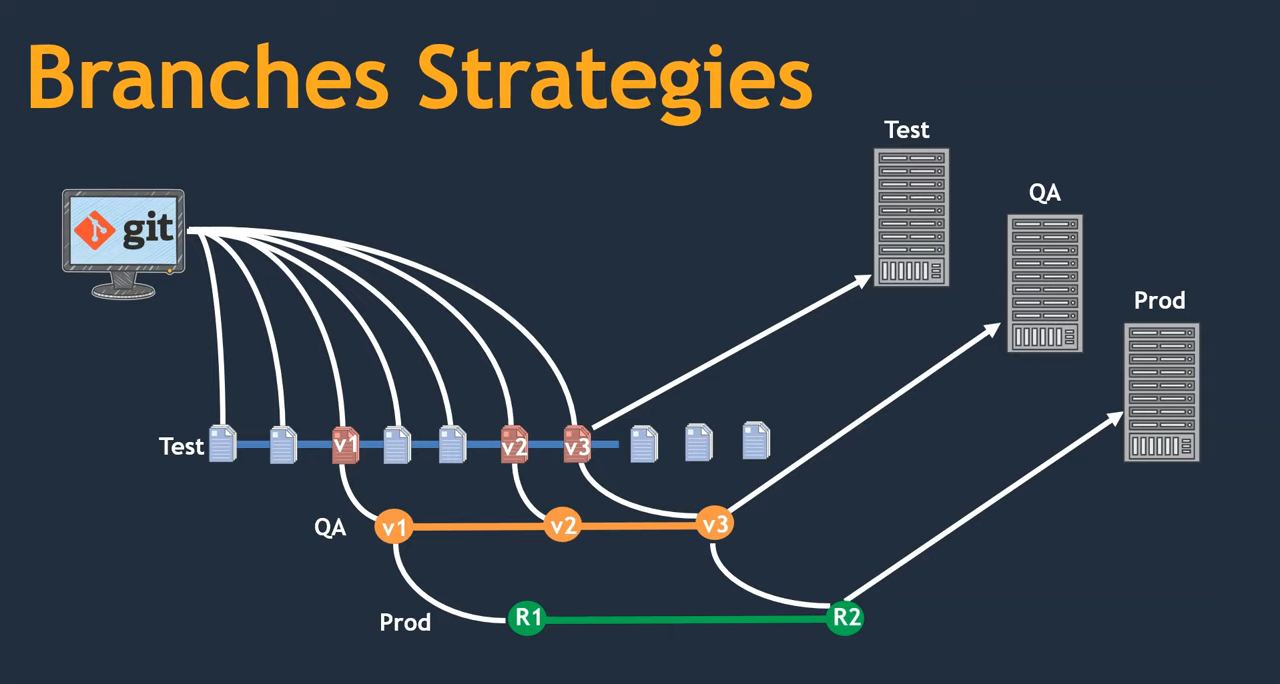 Branches Strategies
Test
QA
git
Prod
Test
v1
v2
v3
QA
v1
v2
v3
Prod
R1
R2